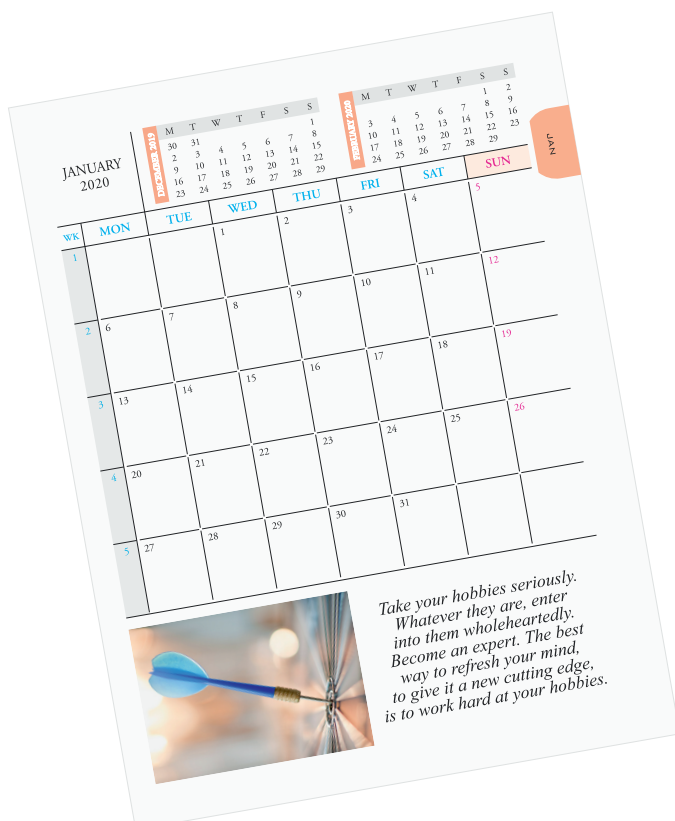 JANUARY
2020
DECEMBER 2019
M T W T F S S
30 31 1
2 3 4 5 6 7 8
9 10 11 12 13 14 15
16 17 18 19 20 21 22
23 24 25 26 27 28 29
FEBRUARY 2020
M T W T F S S
1 2
3 4 5 6 7 8 9
10 11 12 13 14 15 16
17 18 19 20 21 22 23
24 25 26 27 28 29
JAN
WK MON TUE WED THU FRI SAT SUN
1 1 2 3 4 5
2 6 7 8 9 10 11 12
3 13 14 15 16 17 18 19
4 20 21 22 23 24 25 26
5 27 28 29 30 31
Take your hobbies seriously.
Whatever they are, enter
into them wholeheartedly.
Become an expert. The best
way to refresh your mind,
to give it a new cutting edge,
is to work hard at your hobbies.